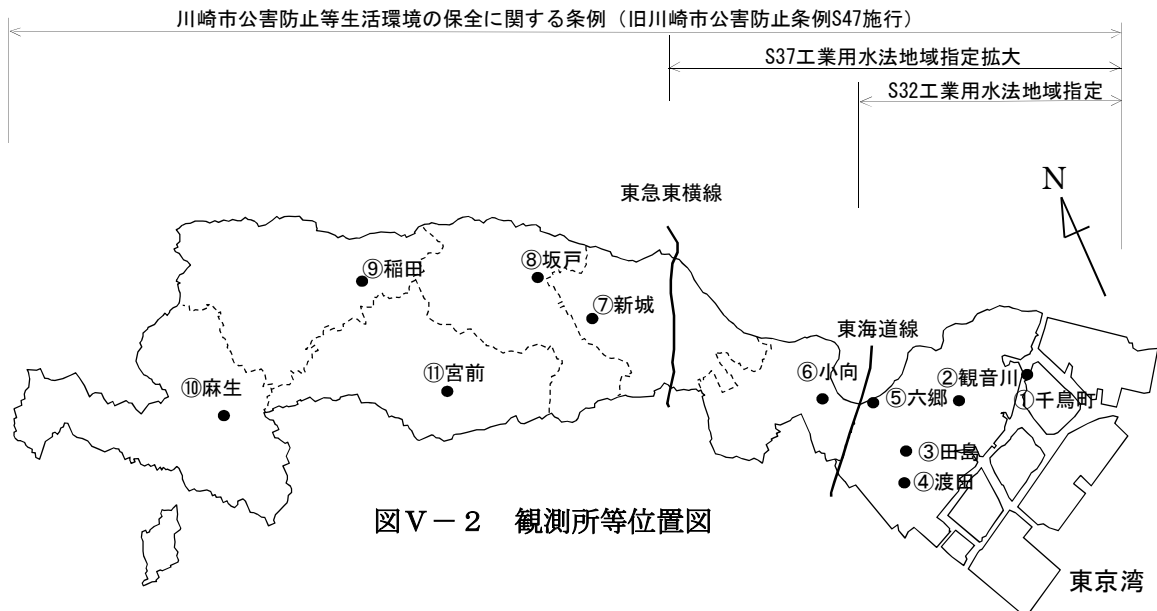 川崎市公害防止等生活環境の保全に関する条例（旧川崎市公害防止条例S47施行）
S37工業用水法地域指定拡大
S32工業用水法地域指定
N
東急東横線
⑧坂戸
⑨稲田
⑦新城
東海道線
⑥小向
②観音川
⑩麻生
⑪宮前
⑤六郷
①千鳥町
③田島
④渡田
図Ⅴ－２　観測所等位置図
東京湾